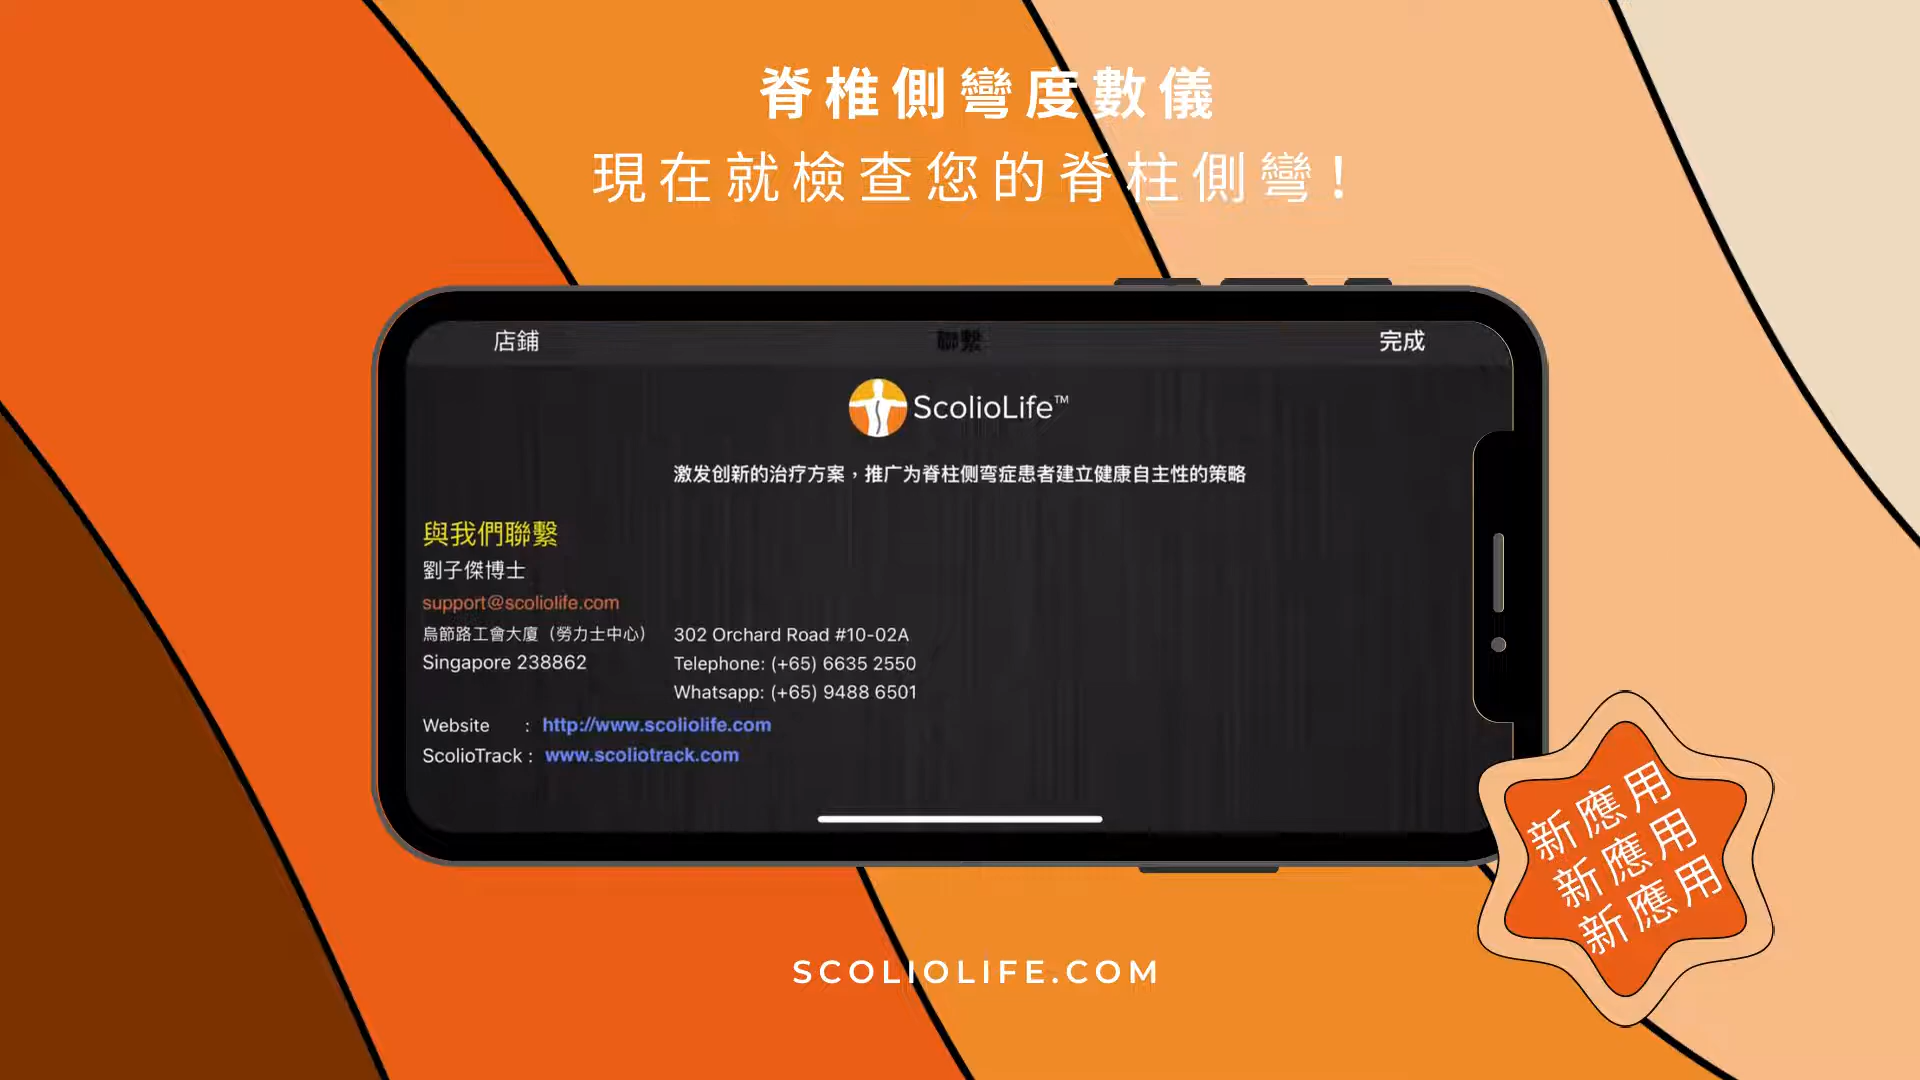 脊椎側彎度數儀
現在就檢查您的脊柱側彎!
店鋪
聯繫
完成
ScolioLife™
激发创新的治疗方案，推广为脊柱侧弯症患者建立健康自主性的策略
與我們聯繫
劉子傑博士
support@scoliolife.com
烏節路工會大廈（勞力士中心） 302 Orchard Road #10-02A
Singapore 238862 Telephone: (+65) 6635 2550
Whatsapp: (+65) 9488 6501
Website : http://www.scoliolife.com
ScolioTrack : www.scoliotrack.com
新應用
新應用
新應用
SCOLIOLIFE.COM